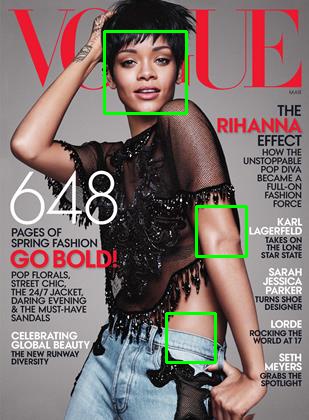 VOGUE
MAR
THE
RIHANNA
EFFECT
HOW THE
UNSTOPPABLE
POP DIVA
BECAME A
FULL-ON
FASHION
FORCE
KARL
LAGERFELD
TAKES ON
THE LONE
STAR STATE
SARAH
JESSICA
PARKER
TURNS SHOE
DESIGNER
LORDE
ROCKING THE
WORLD AT 17
SETH
MEYERS
GRABS THE
SPOTLIGHT
648
PAGES OF
SPRING FASHION
GO BOLD!
POP FLORALS,
STREET CHIC,
THE 24/7 JACKET,
DARING EVENING
& THE MUST-HAVE
SANDALS
CELEBRATING
GLOBAL BEAUTY
THE NEW RUNWAY
DIVERSITY